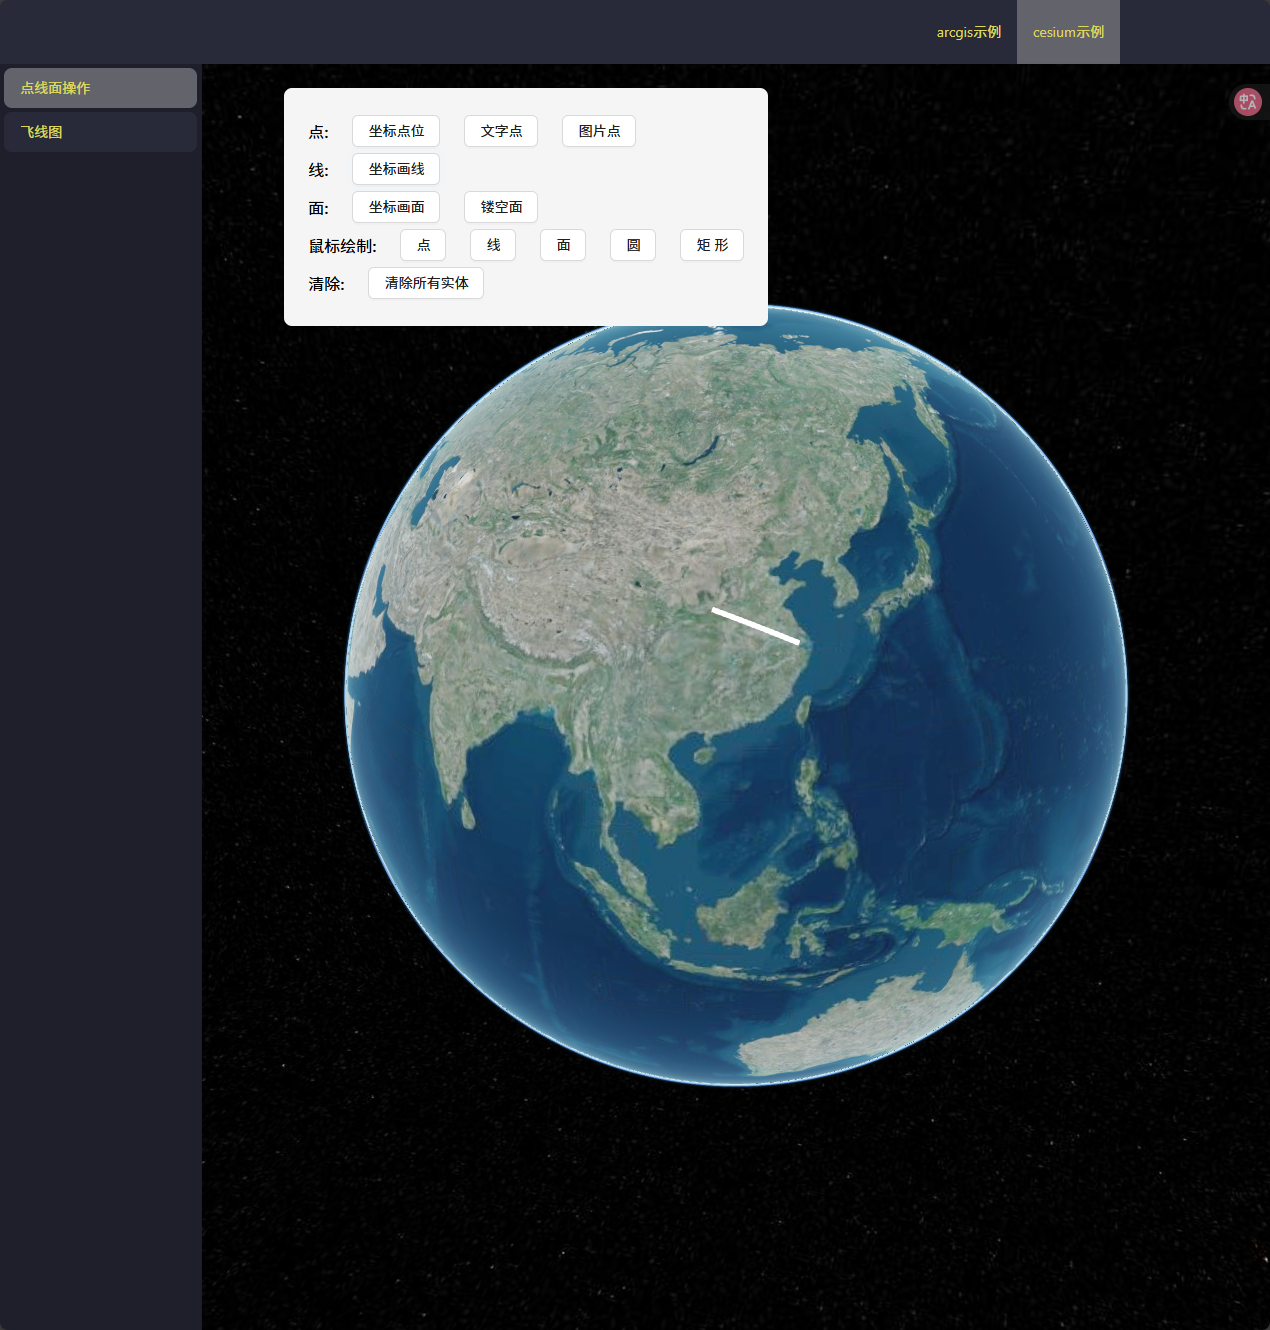 arcgis示例 cesium示例
点线面操作
飞线图
点: 坐标点位 文字点 图片点
线: 坐标画线
面: 坐标画面 镂空面
鼠标绘制: 点 线 面 圆 矩 形
清除: 清除所有实体
中 A